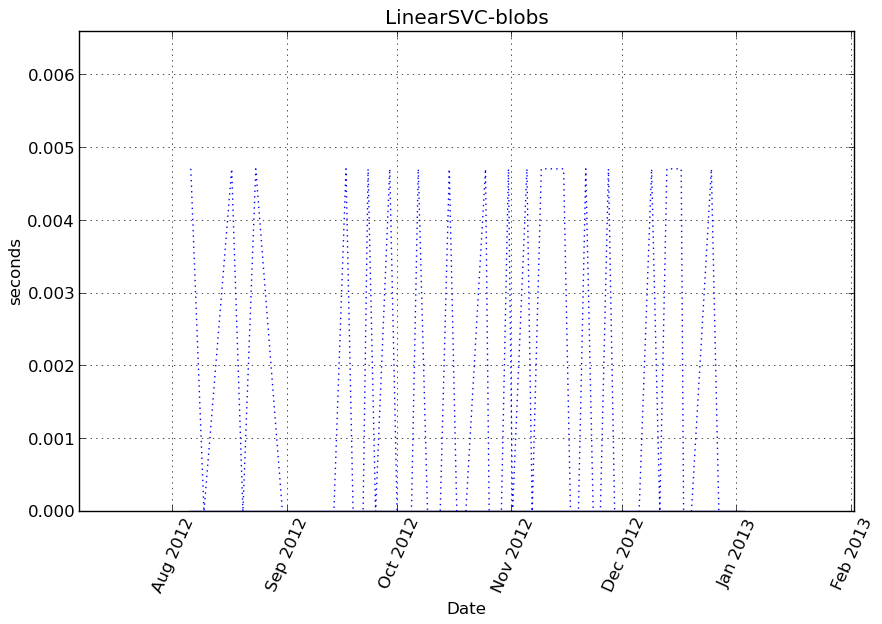 LinearSVC-blobs
0.006
0.005
0.004
0.003
0.002
0.001
0.000
seconds
Aug 2012
Sep 2012
Oct 2012
Nov 2012
Dec 2012
Jan 2013
Feb 2013
Date